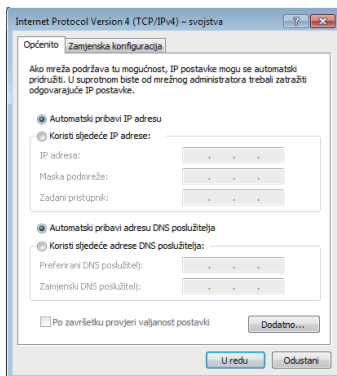 Internet Protocol Version 4 (TCP/IPv4) – svojstva
Općenito
Zamjenska konfiguracija
Ako mreža podržava tu mogućnost, IP postavke mogu se automatski
pridružiti. U suprotnom biste od mrežnog administratora trebali zatražiti
odgovarajuće IP postavke.
Automatski pribavi IP adresu
Koristi sljedeće IP adrese:
IP adresa:
Maska podmreže:
Zadani pristupnik:
Automatski pribavi adresu DNS poslužitelja
Koristi sljedeće adrese DNS poslužitelja:
Preferirani DNS poslužitelj:
Zamjenski DNS poslužitelj:
Po završetku provjeri valjanost postavki
Dodatno...
U redu
Odustani